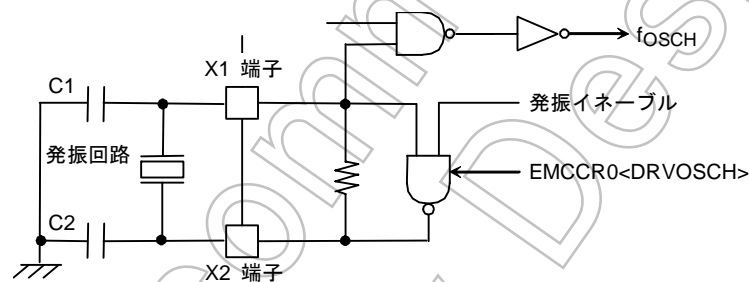 fOSCH
X1 端子
C1
発振イネーブル
発振回路
EMCCR0<DRVOSCH>
C2
X2 端子